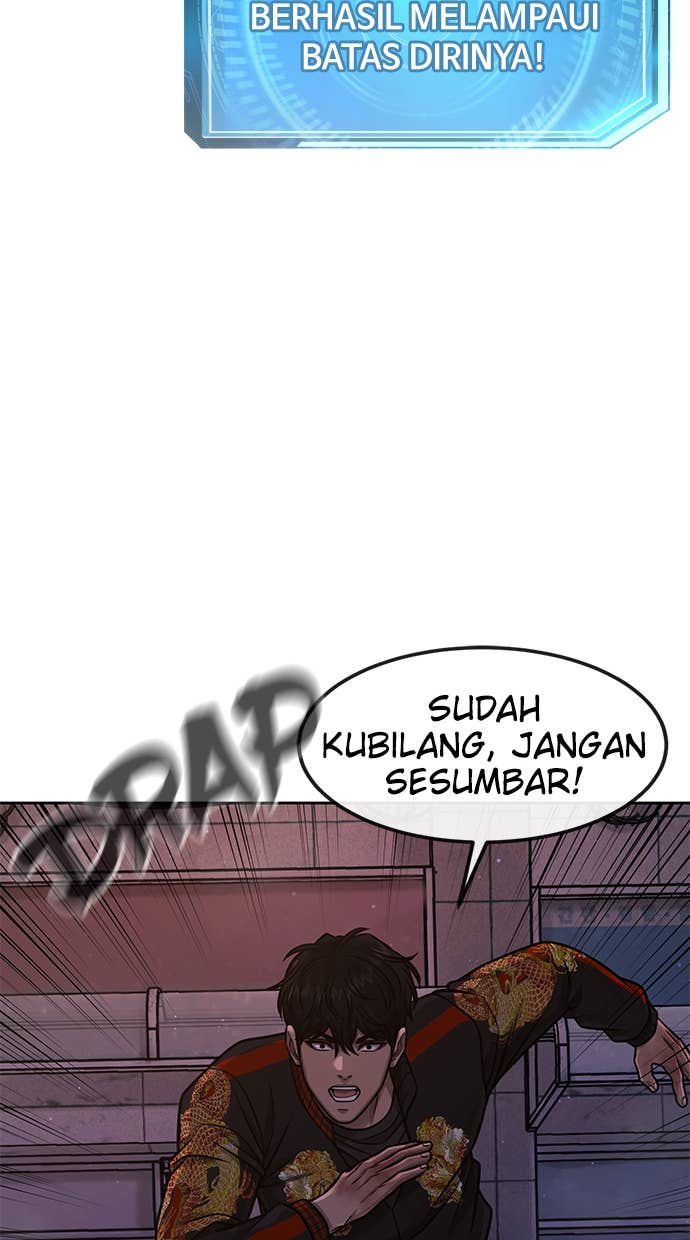 BERHASIL MELAMPAUI
BATAS DIRINYA!
DRAP
SUDAH
KUBILANG, JANGAN
SESUMBAR!